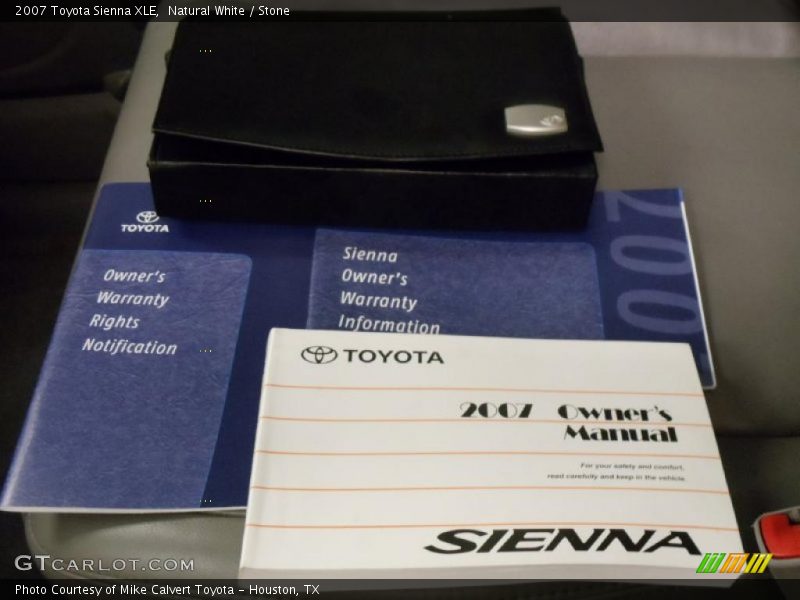 2007 Toyota Sienna XLE,  Natural White / Stone
TOYOTA
Owner's
Warranty
Rights
Notification
Sienna
Owner's
Warranty
Information
2007
TOYOTA
2007 Owner's
Manual
For your safety and comfort,
read carefully and keep in the vehicle.
SIENNA
GTCARLOT.COM
Photo Courtesy of Mike Calvert Toyota - Houston, TX